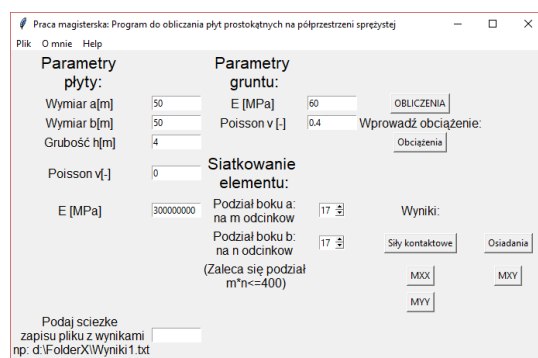 Praca magisterska: Program do obliczania płyt prostokątnych na półprzestrzeni sprężystej
Plik O mnie Help
Parametry
płyty:
Parametry
gruntu:
Wymiar a[m] 50
E [MPa] 60
OBLICZENIA
Wymiar b[m] 50
Poisson v [-] 0.4
Wprowadź obciążenie:
Grubość h[m] 4
Obciążenia
Siatkowanie
elementu:
Poisson v[-] 0
E [MPa] 300000000
Podział boku a:
na m odcinkow
17
Wyniki:
Podział boku b:
na n odcinkow
17
Siły kontaktowe
Osiadania
(Zaleca się podział
m*n<=400)
MXX
MXY
MYY
Podaj sciezke
zapisu pliku z wynikami
np: d:\FolderX\Wyniki1.txt